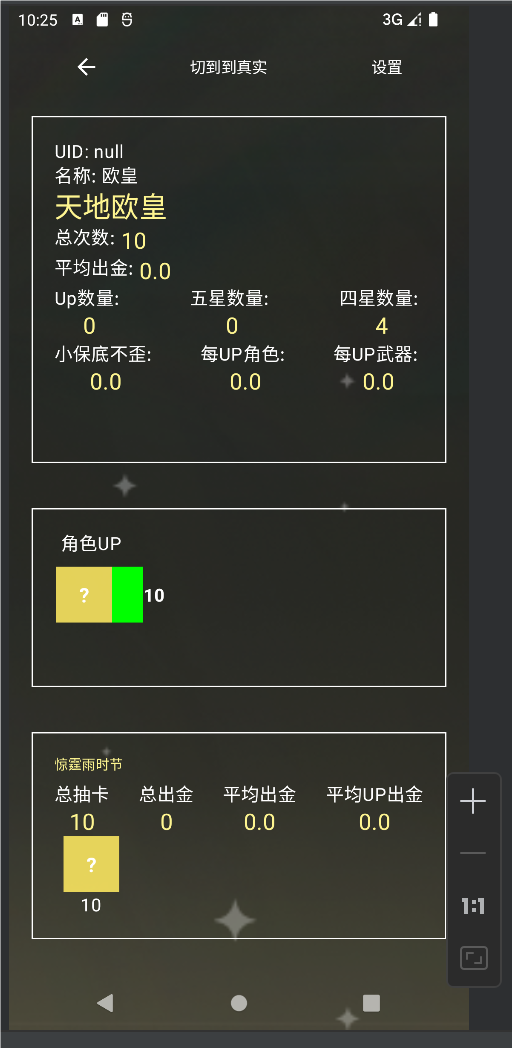 10:25 A 3G
切到到真实 设置
UID: null
名称: 欧皇
天地欧皇
总次数: 10
平均出金: 0.0
Up数量: 五星数量: 四星数量:
0 0 4
小保底不歪: 每UP角色: 每UP武器:
0.0 0.0 0.0
角色UP
? 10
惊霆雨时节
总抽卡 总出金 平均出金 平均UP出金
10 0 0.0 0.0
?
10
1:1